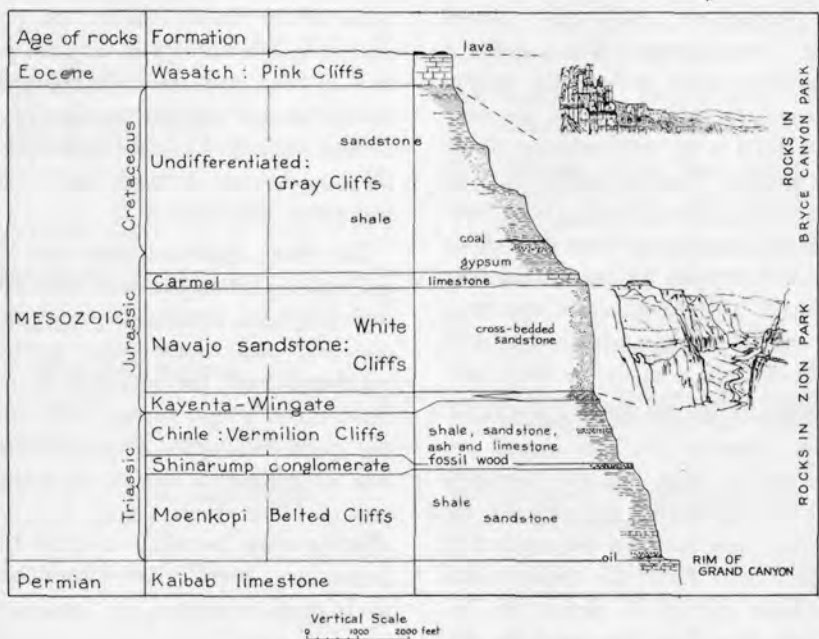 Age of rocks Formation
lava
Eocene Wasatch : Pink Cliffs
sandstone
Cretaceous
Undifferentiated:
Gray Cliffs
shale
coal
gypsum
Carmel limestone
MESOZOIC
Jurassic
White
Navajo sandstone:
Cliffs
cross-bedded
sandstone
Kayenta-Wingate
Triassic
Chinle : Vermilion Cliffs
shale, sandstone,
ash and limestone
Shinarump conglomerate fossil wood
Moenkopi Belted Cliffs
shale
sandstone
oil
RIM OF
GRAND CANYON
Permian Kaibab limestone
ROCKS IN
BRYCE CANYON PARK
ROCKS IN ZION PARK
Vertical Scale
0 1000 2000 feet